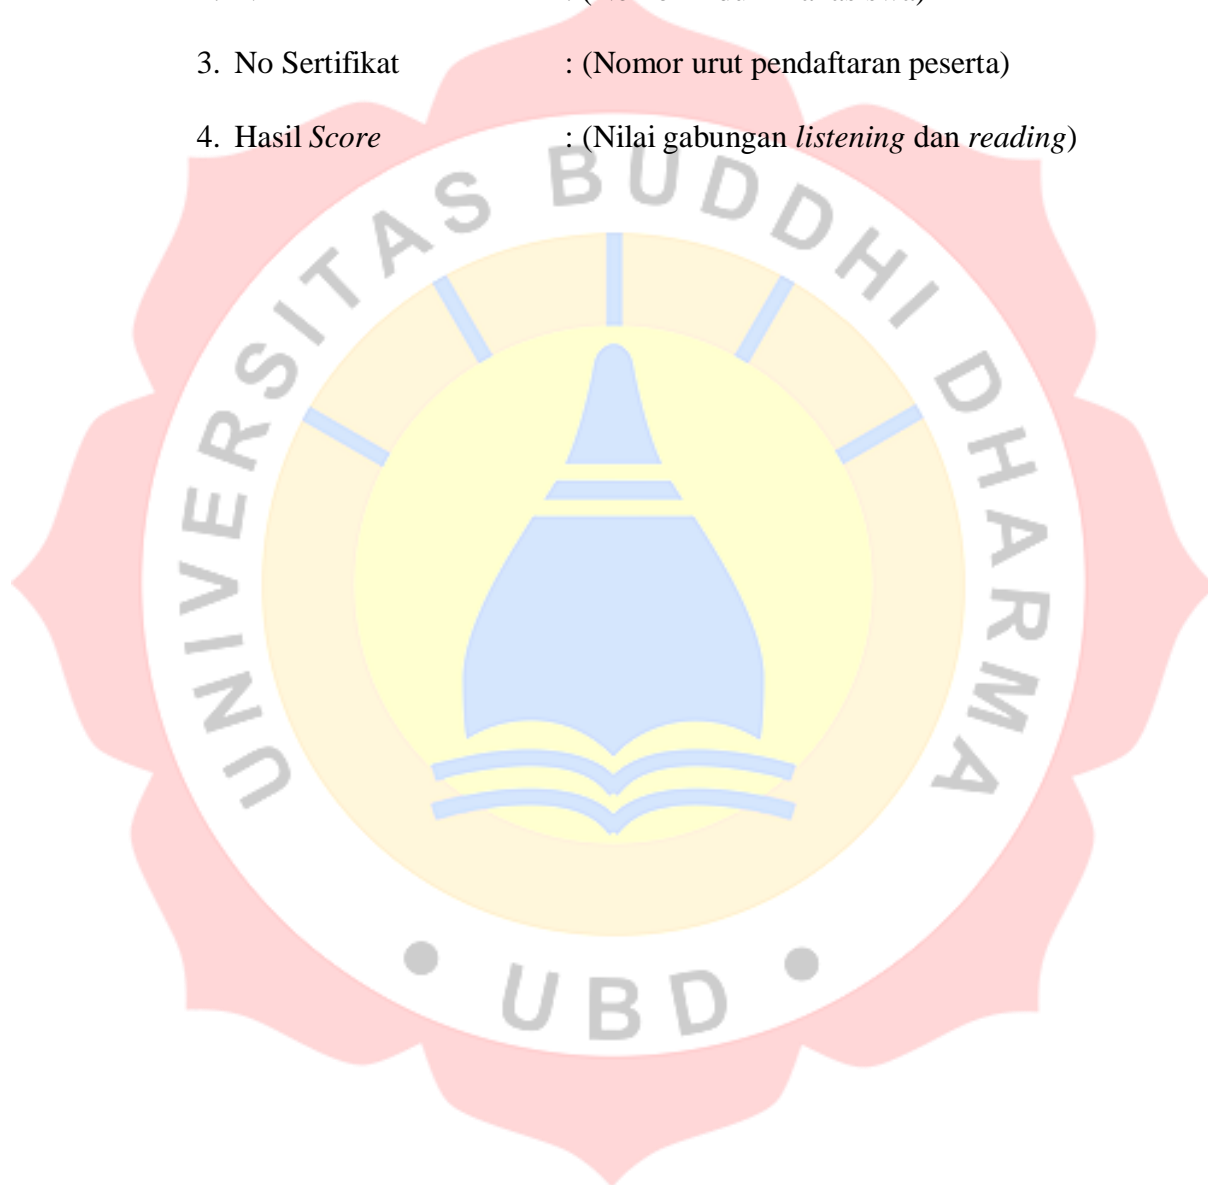 3. No Sertifikat : (Nomor urut pendaftaran peserta)
4. Hasil Score : (Nilai gabungan listening dan reading)
UNIVERSITAS BUDDHI DHARMA
• UBD •